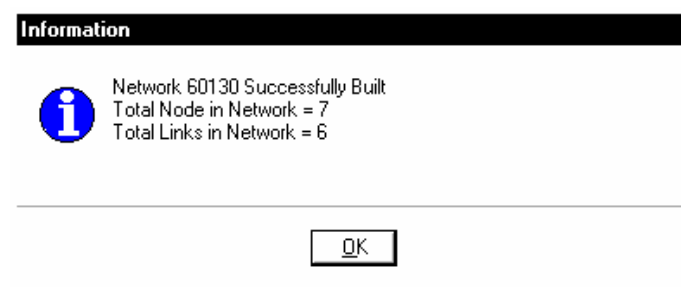 Information
Network 60130 Successfully Built
Total Node in Network = 7
Total Links in Network = 6
OK